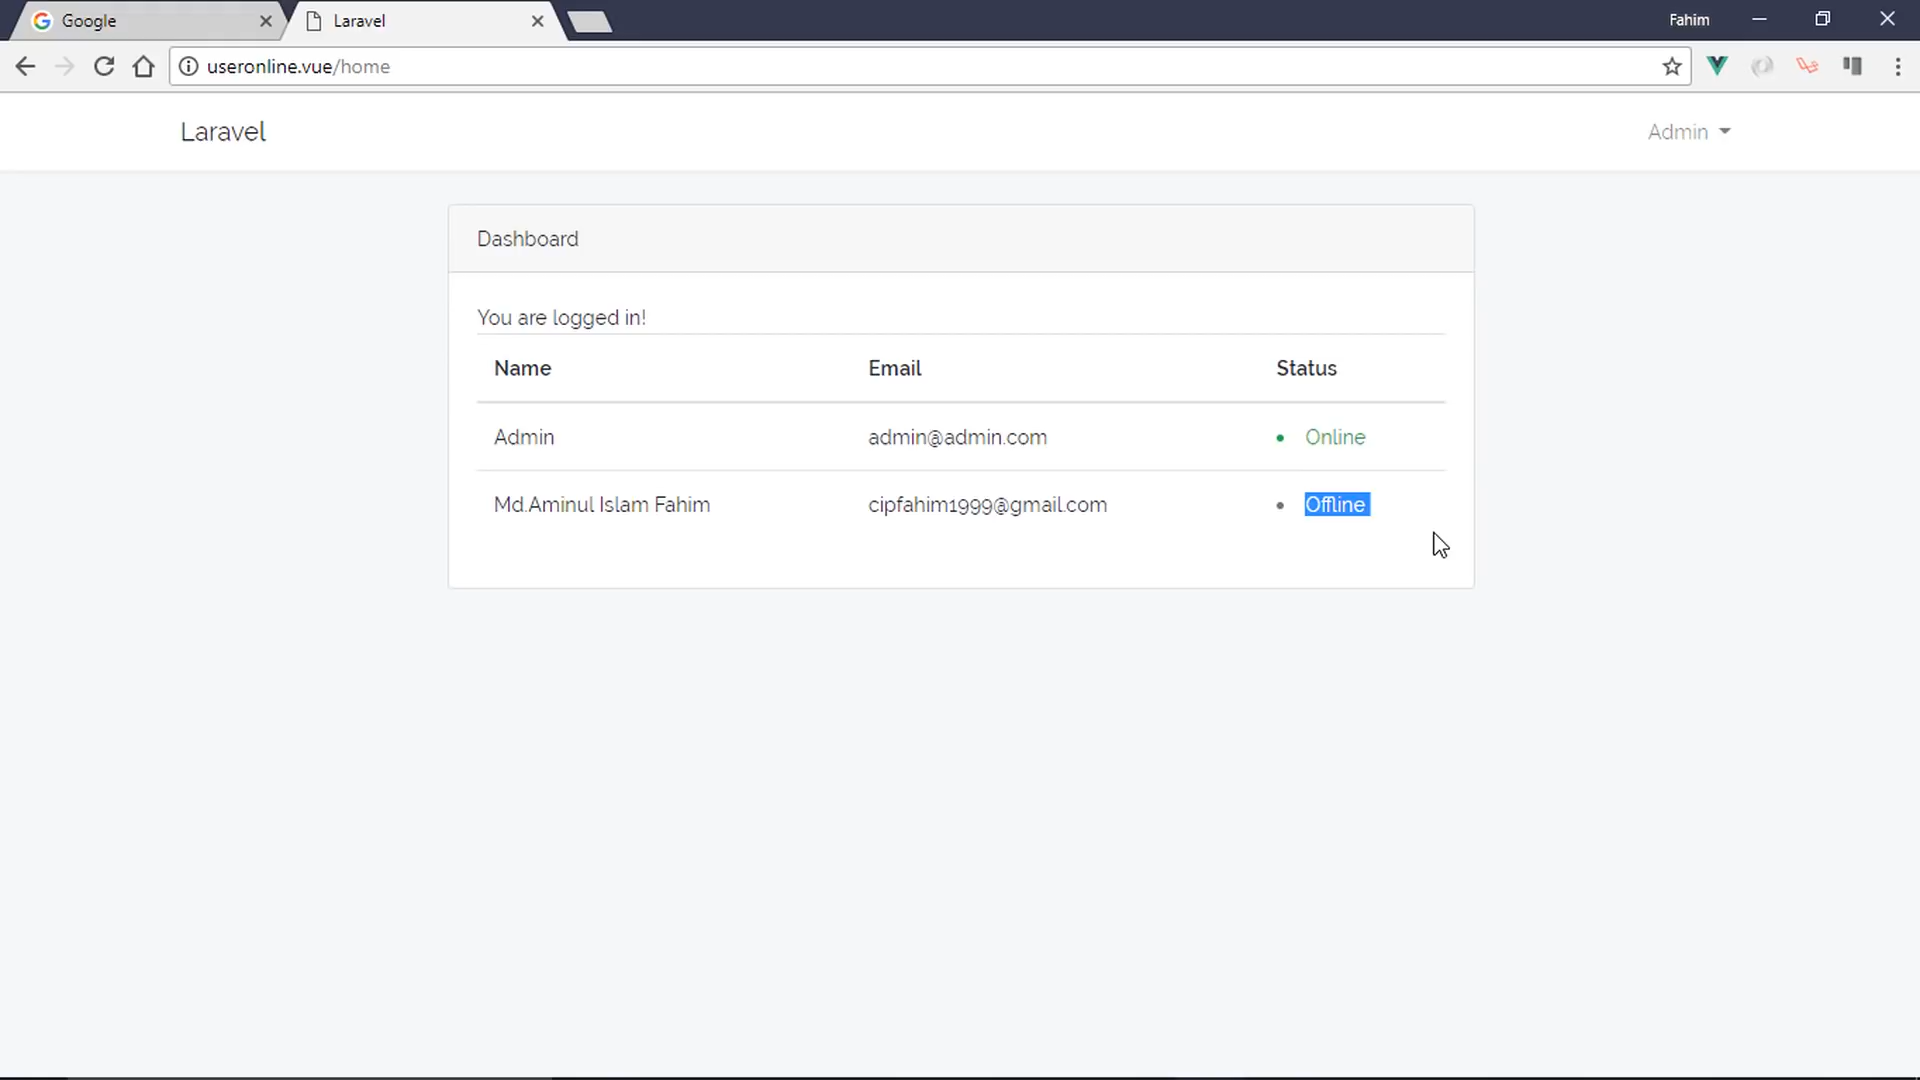 Google
Laravel
Fahim
useronline.vue/home
Laravel
Admin
Dashboard
You are logged in!
Name Email Status
Admin admin@admin.com Online
Md.Aminul Islam Fahim cipfahim1999@gmail.com Offline